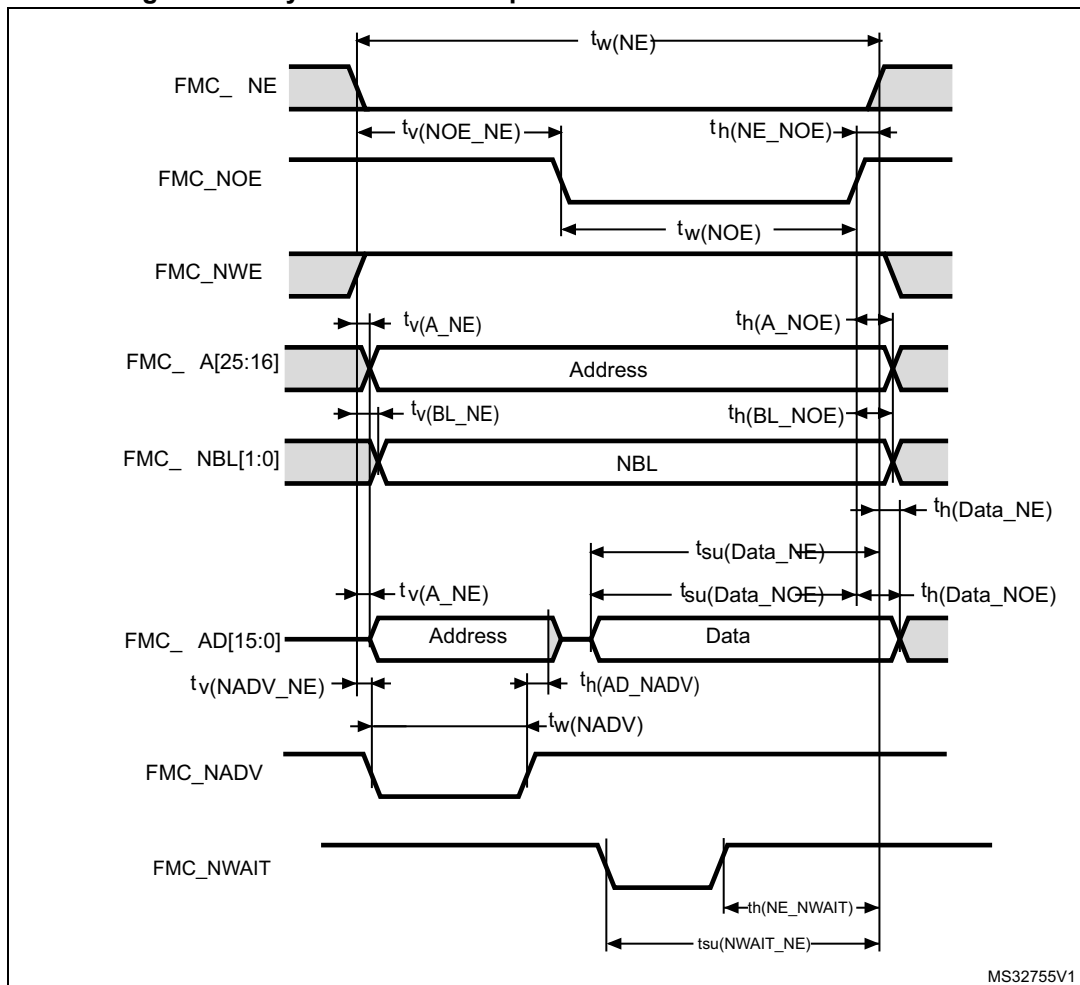 tw(NE)
FMC_ NE
tv(NOE_NE)
th(NE_NOE)
FMC_NOE
tw(NOE)
FMC_NWE
tv(A_NE)
th(A_NOE)
FMC_ A[25:16]
Address
tv(BL_NE)
th(BL_NOE)
FMC_ NBL[1:0]
NBL
th(Data_NE)
tsu(Data_NE)
tv(A_NE)
tsu(Data_NOE)
th(Data_NOE)
FMC_ AD[15:0]
Address
Data
tv(NADV_NE)
th(AD_NADV)
tw(NADV)
FMC_NADV
FMC_NWAIT
th(NE_NWAIT)
tsu(NWAIT_NE)
MS32755V1